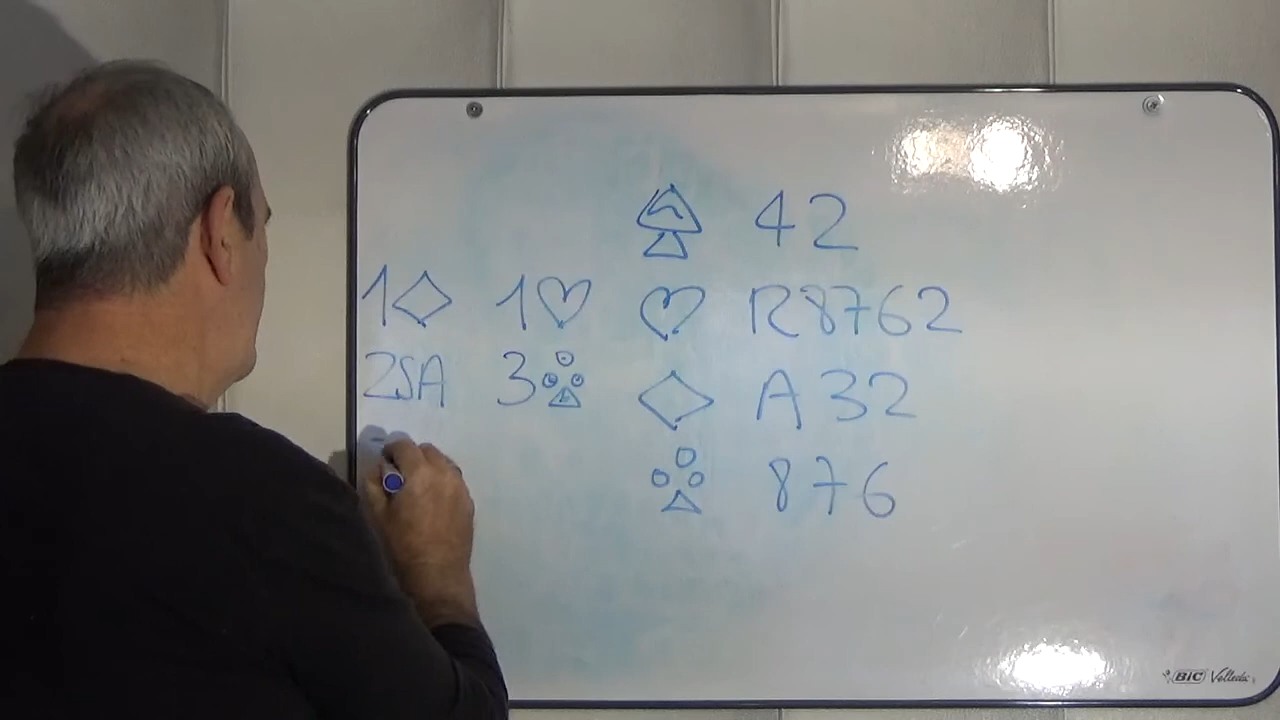 ♠ 42
1♦ 1♥ ♥ R8762
2SA 3♣ ♦ A32
♣ 876
BIC Velleda